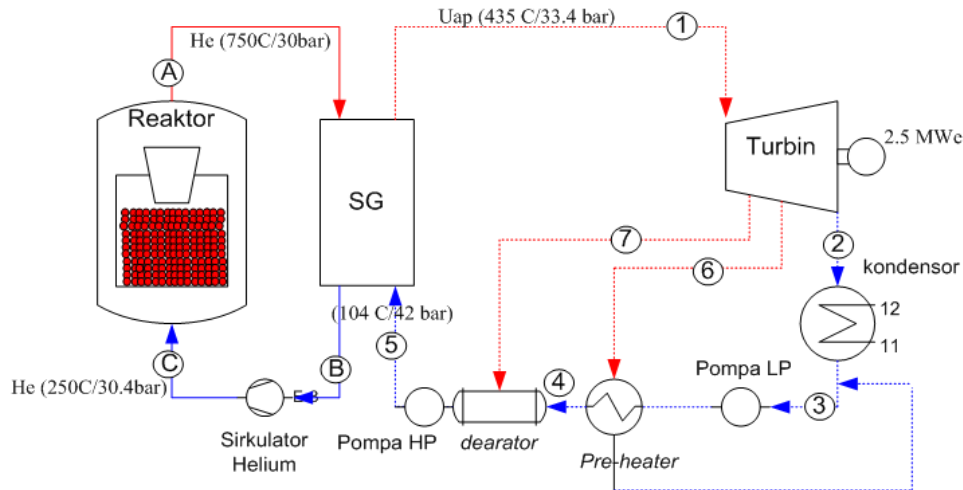 Uap (435 C/33.4 bar)
1
He (750C/30bar)
A
Reaktor
Turbin
2.5 MWe
SG
7
2
6
kondensor
(104 C/42 bar)
12
11
5
C
B
Pompa LP
He (250C/30.4bar)
4
3
Sirkulator
Helium
Pompa HP
dearator
Pre-heater